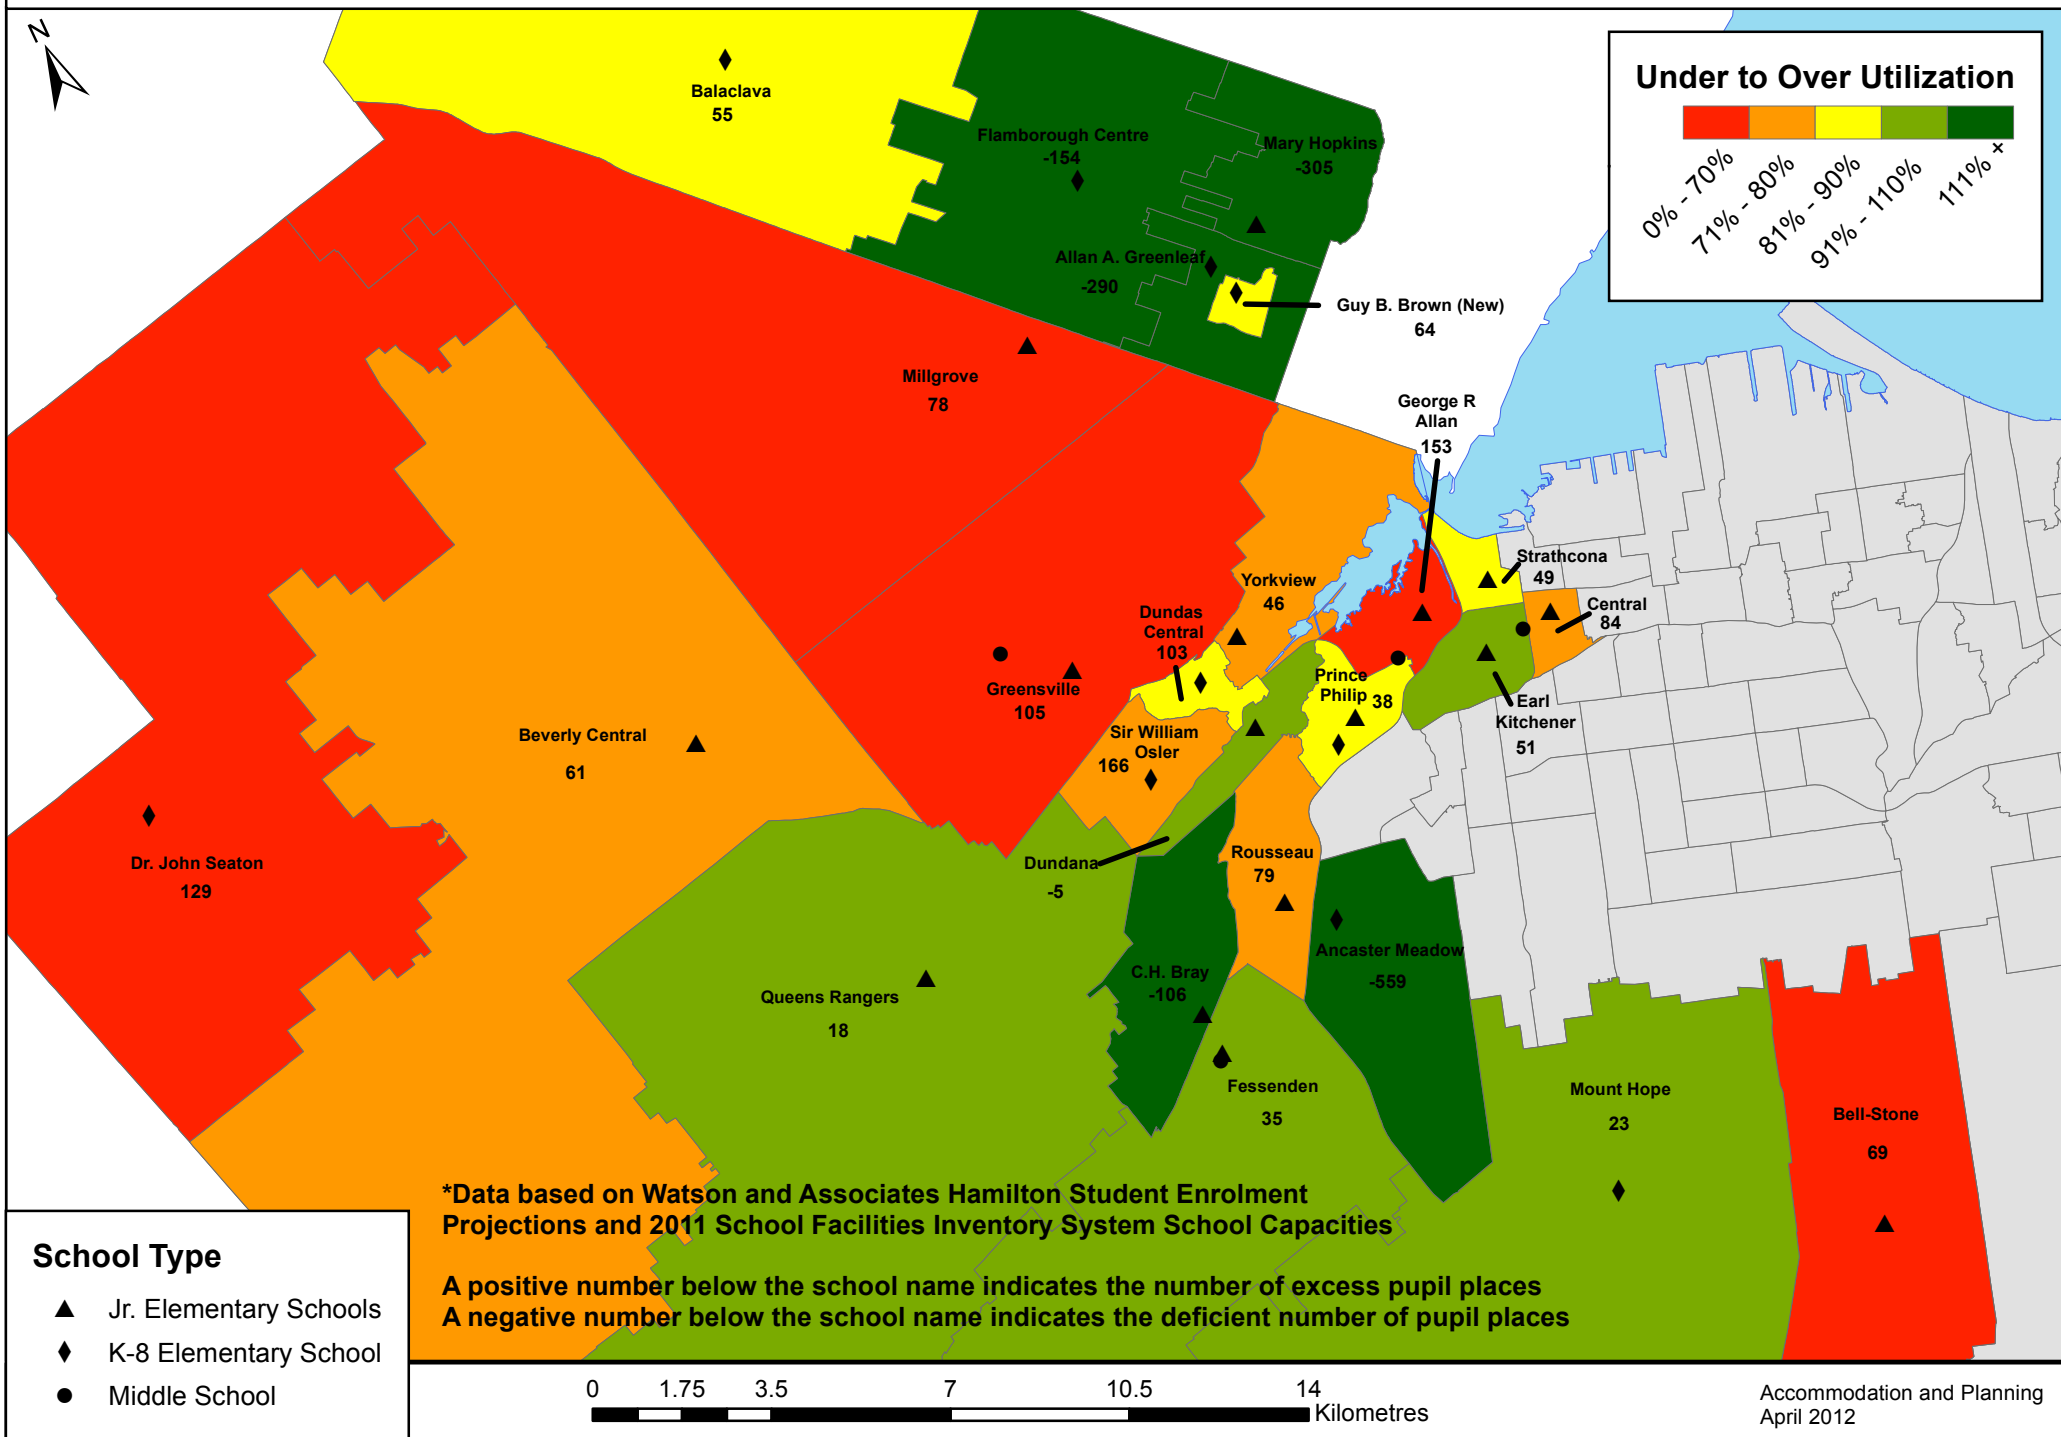 N
Under to Over Utilization
0% - 70%
71% - 80%
81% - 90%
91% - 110%
111% +
Balaclava
55
Flamborough Centre
-154
Mary Hopkins
-305
Allan A. Greenleaf
-290
Guy B. Brown (New)
64
Millgrove
78
George R
Allan
153
Strathcona
49
Central
84
Yorkview
46
Dundas
Central
103
Prince
Philip
38
Earl
Kitchener
51
Greensville
105
Sir William
Osler
166
Beverly Central
61
Dr. John Seaton
129
Dundana
-5
Rousseau
79
Ancaster Meadow
-559
C.H. Bray
-106
Queens Rangers
18
Fessenden
35
Mount Hope
23
Bell-Stone
69
*Data based on Watson and Associates Hamilton Student Enrolment
Projections and 2011 School Facilities Inventory System School Capacities
A positive number below the school name indicates the number of excess pupil places
A negative number below the school name indicates the deficient number of pupil places
School Type
Jr. Elementary Schools
K-8 Elementary School
Middle School
0 1.75 3.5 7 10.5 14
Kilometres
Accommodation and Planning
April 2012